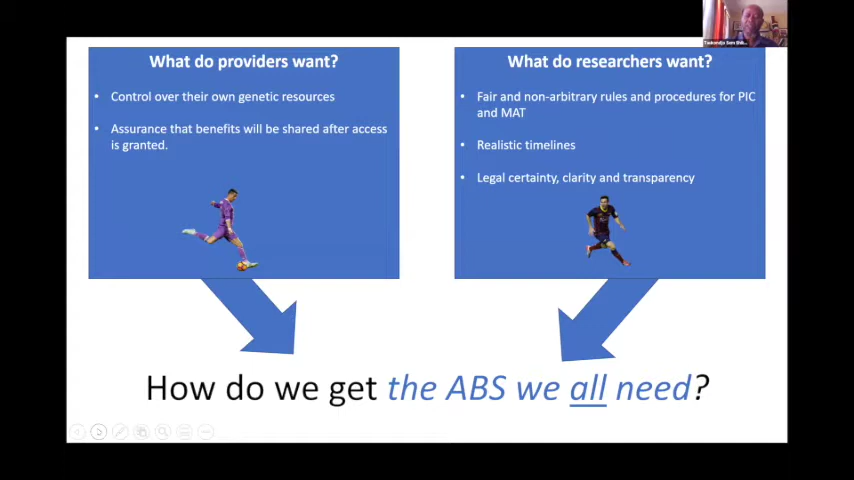 What do providers want?
• Control over their own genetic resources
• Assurance that benefits will be shared after access
is granted.
What do researchers want?
• Fair and non-arbitrary rules and procedures for PIC
and MAT
• Realistic timelines
• Legal certainty, clarity and transparency
How do we get the ABS we all need?